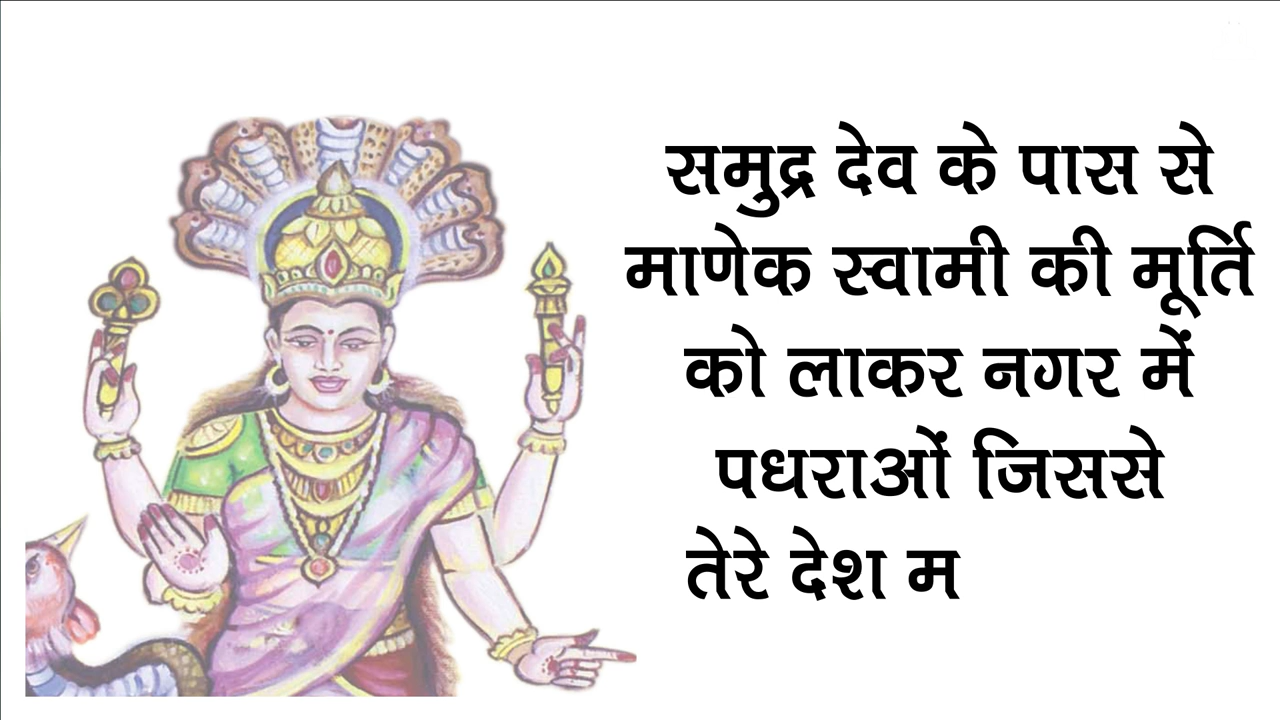 समुद्र देव के पास से
माणेक स्वामी की मूर्ति
को लाकर नगर में
पधराओं जिससे
तेरे देश म